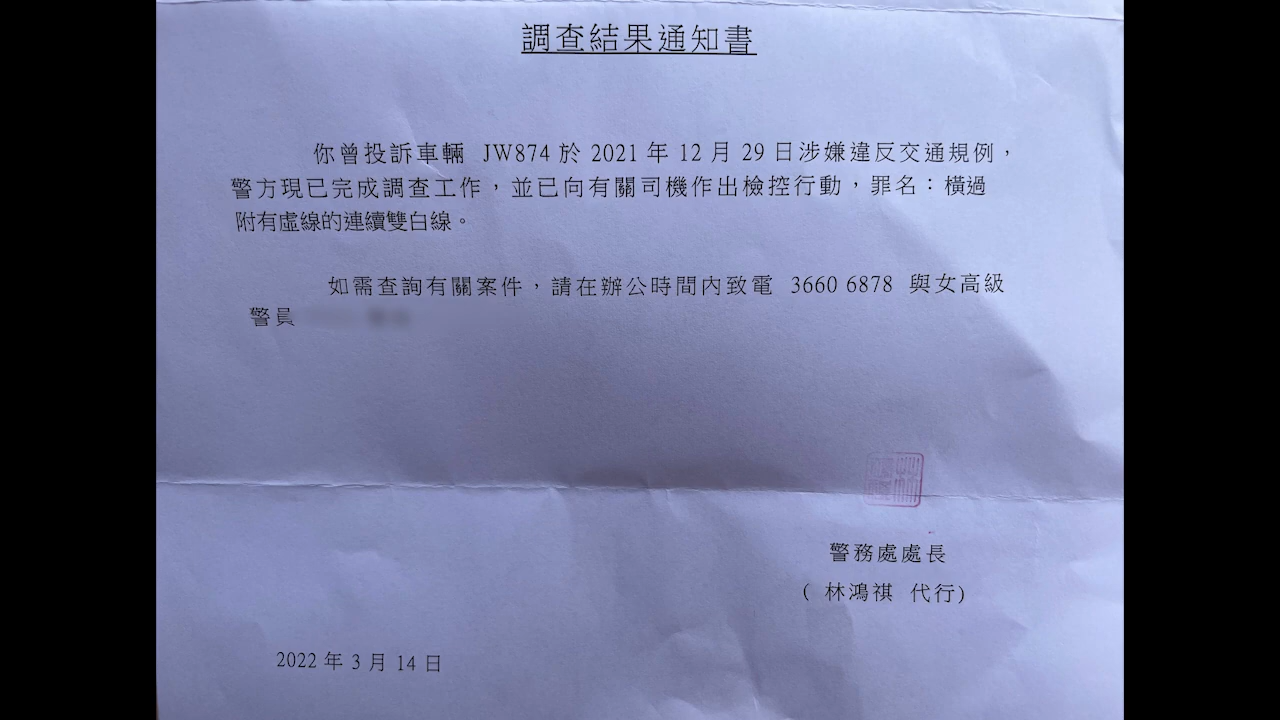 調查結果通知書
你曾投訴車輛 JW874 於 2021 年 12 月 29 日涉嫌違反交通規例，
警方現已完成調查工作，並已向有關司機作出檢控行動，罪名：橫過
附有虛線的連續雙白線。
如需查詢有關案件，請在辦公時間內致電 3660 6878 與女高級
警員
警務處處長
( 林鴻祺 代行)
2022 年 3 月 14 日